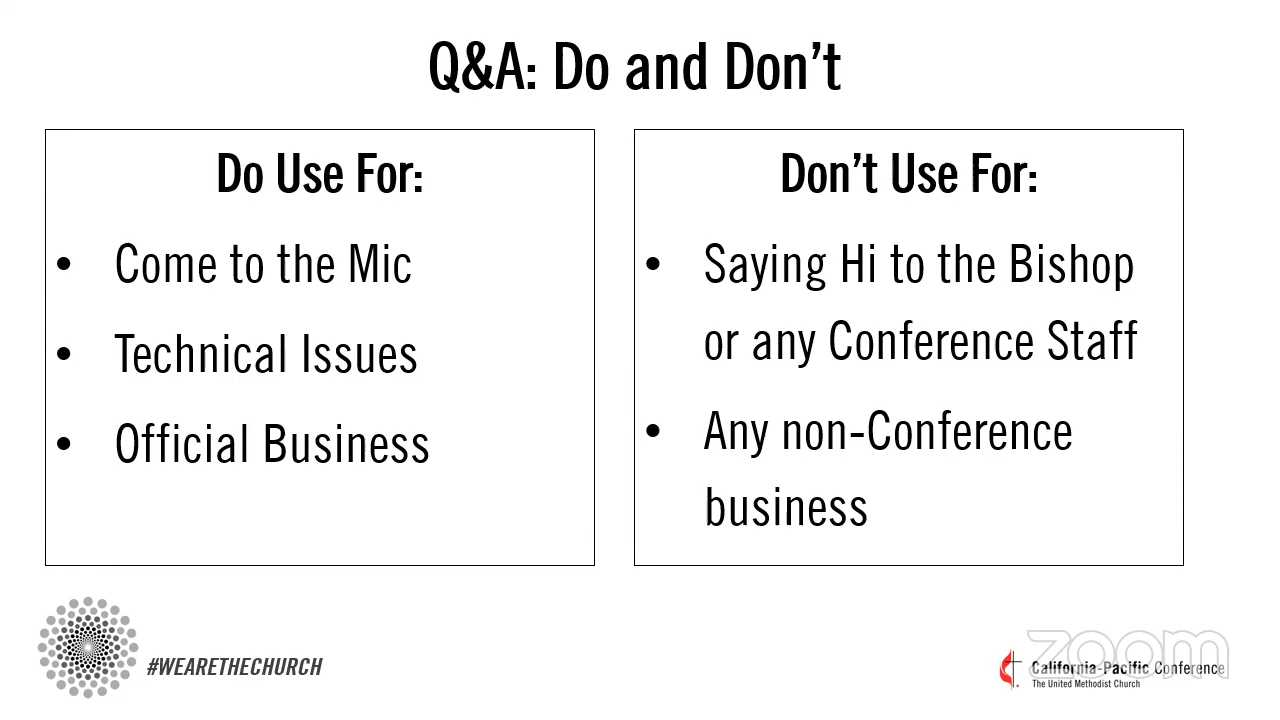 Q&A: Do and Don't
Do Use For:
• Come to the Mic
• Technical Issues
• Official Business
Don't Use For:
• Saying Hi to the Bishop
or any Conference Staff
• Any non-Conference
business
#WEARETHECHURCH
zoom
California-Pacific Conference
The United Methodist Church